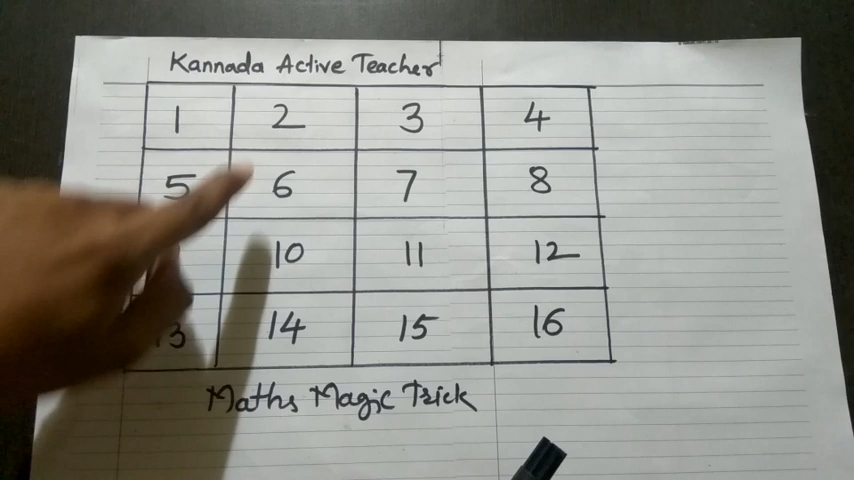 Kannada Active Teacher
1 2 3 4
5 6 7 8
10 11 12
13 14 15 16
Maths Magic Trick